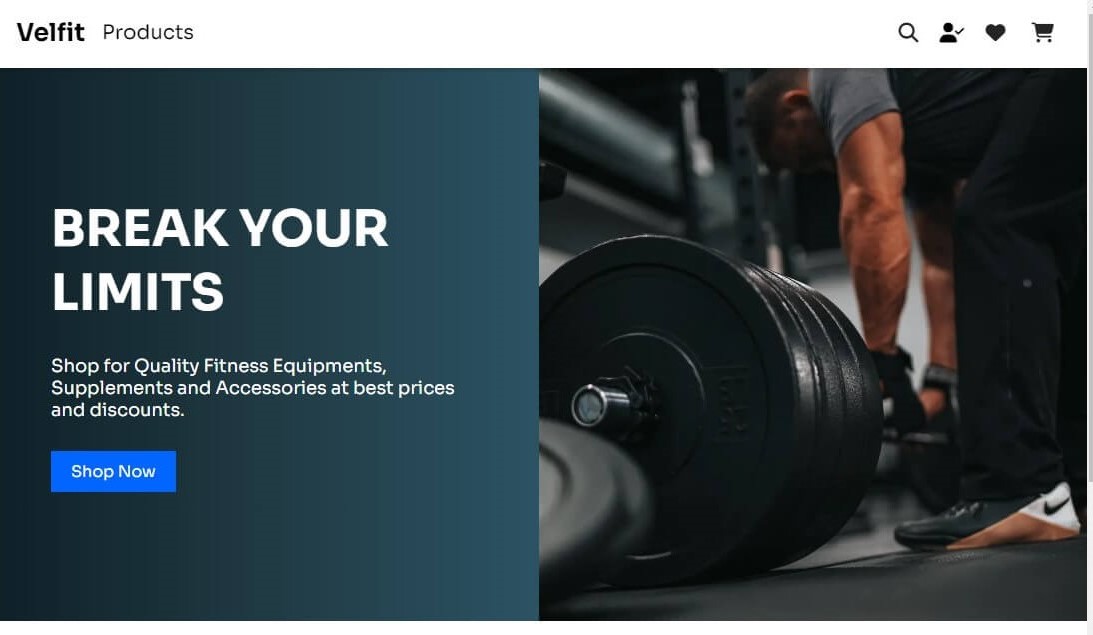 Velfit Products
BREAK YOUR
LIMITS
Shop for Quality Fitness Equipments,
Supplements and Accessories at best prices
and discounts.
Shop Now